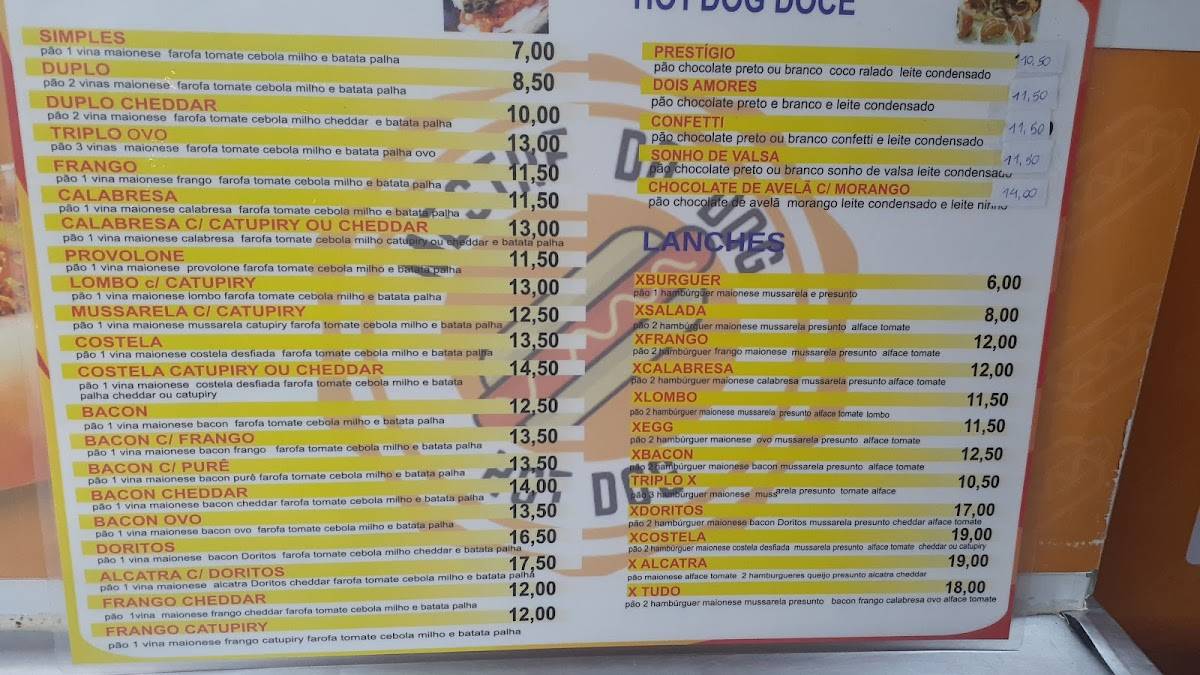 SIMPLES 7,00
pão 1 vina maionese farofa tomate cebola milho e batata palha
DUPLO 8,50
pão 2 vinas maionese farofa tomate cebola milho e batata palha
DUPLO CHEDDAR 10,00
pão 2 vina maionese farofa tomate cebola milho cheddar e batata palha
TRIPLO OVO 13,00
pão 3 vinas maionese farofa tomate cebola milho e batata palha ovo
FRANGO 11,50
pão 1 vina maionese frango farofa tomate cebola milho e batata palha
CALABRESA 11,50
pão 1 vina maionese calabresa farofa tomate cebola milho e batata palha
CALABRESA C/ CATUPIRY OU CHEDDAR 13,00
pão 1 vina maionese calabresa farofa tomate cebola milho catupiry ou cheddar e batata palha
PROVOLONE 11,50
pão 1 vina maionese provolone farofa tomate cebola milho e batata palha
LOMBO c/ CATUPIRY 13,00
pão 1 vina maionese lombo farofa tomate cebola milho e batata palha
MUSSARELA C/ CATUPIRY 12,50
pão 1 vina maionese mussarela catupiry farofa tomate cebola milho e batata palha
COSTELA 13,50
pão 1 vina maionese costela desfiada farofa tomate cebola milho e batata palha
COSTELA CATUPIRY OU CHEDDAR 14,50
pão 1 vina maionese costela desfiada farofa tomate cebola milho e batata
palha cheddar ou catupiry
BACON 12,50
pão 1 vina maionese bacon farofa tomate cebola milho e batata palha
BACON C/ FRANGO 13,50
pão 1 vina maionese bacon frango farofa tomate cebola milho e batata palha
BACON C/ PURÊ 13,50
pão 1 vina maionese bacon purê farofa tomate cebola milho e batata palha
BACON CHEDDAR 14,00
pão 1 vina maionese bacon cheddar farofa tomate cebola milho e batata palha
BACON OVO 13,50
pão 1 vina maionese bacon ovo farofa tomate cebola milho e batata palha
DORITOS 16,50
pão 1 vina maionese bacon Doritos farofa tomate cebola milho cheddar e batata palha
ALCATRA C/ DORITOS 17,50
pão 1 vina maionese alcatra Doritos cheddar farofa tomate cebola milho e batata palha
FRANGO CHEDDAR 12,00
pão 1vina maionese frango cheddar farofa tomate cebola milho e batata palha
FRANGO CATUPIRY 12,00
pão 1 vina maionese frango catupiry farofa tomate cebola milho e batata palha
DA DOG
HOT DOG
HOT DOG DOCE
PRESTÍGIO 10,50
pão chocolate preto ou branco coco ralado leite condensado
DOIS AMORES 11,50
pão chocolate preto e branco e leite condensado
CONFETTI 11,50
pão chocolate preto ou branco confetti e leite condensado
SONHO DE VALSA 11,50
pão chocolate preto ou branco sonho de valsa leite condensado
CHOCOLATE DE AVELÃ C/ MORANGO 14,00
pão chocolate de avelã morango leite condensado e leite ninho
LANCHES
XBURGUER 6,00
pão 1 hambúrguer maionese mussarela e presunto
XSALADA 8,00
pão 2 hambúrguer maionese mussarela presunto alface tomate
XFRANGO 12,00
pão 2 hambúrguer frango maionese mussarela presunto alface tomate
XCALABRESA 12,00
pão 2 hambúrguer maionese calabresa mussarela presunto alface tomate
XLOMBO 11,50
pão 2 hambúrguer maionese mussarela presunto alface tomate lombo
XEGG 11,50
pão 2 hambúrguer maionese ovo mussarela presunto alface tomate
XBACON 12,50
pão 2 hambúrguer maionese bacon mussarela presunto alface tomate
TRIPLO X 10,50
pão 3 hambúrguer maionese mussarela presunto tomate alface
XDORITOS 17,00
pão 2 hambúrguer maionese bacon Doritos mussarela presunto cheddar alface tomate
XCOSTELA 19,00
pão 2 hambúrguer maionese costela desfiada mussarela presunto alface tomate cheddar ou catupiry
X ALCATRA 19,00
pão maionese alface tomate 2 hamburgueres queijo presunto alcatra cheddar
X TUDO 18,00
pão 2 hambúrguer maionese mussarela presunto bacon frango calabresa ovo alface tomate